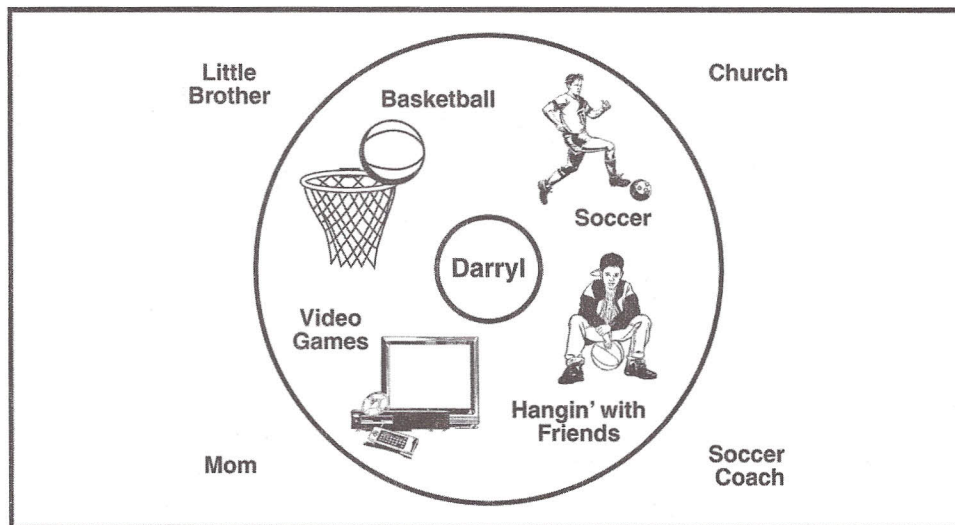 Little
Brother
Church
Basketball
Soccer
Darryl
Video
Games
Hangin' with
Friends
Mom
Soccer
Coach